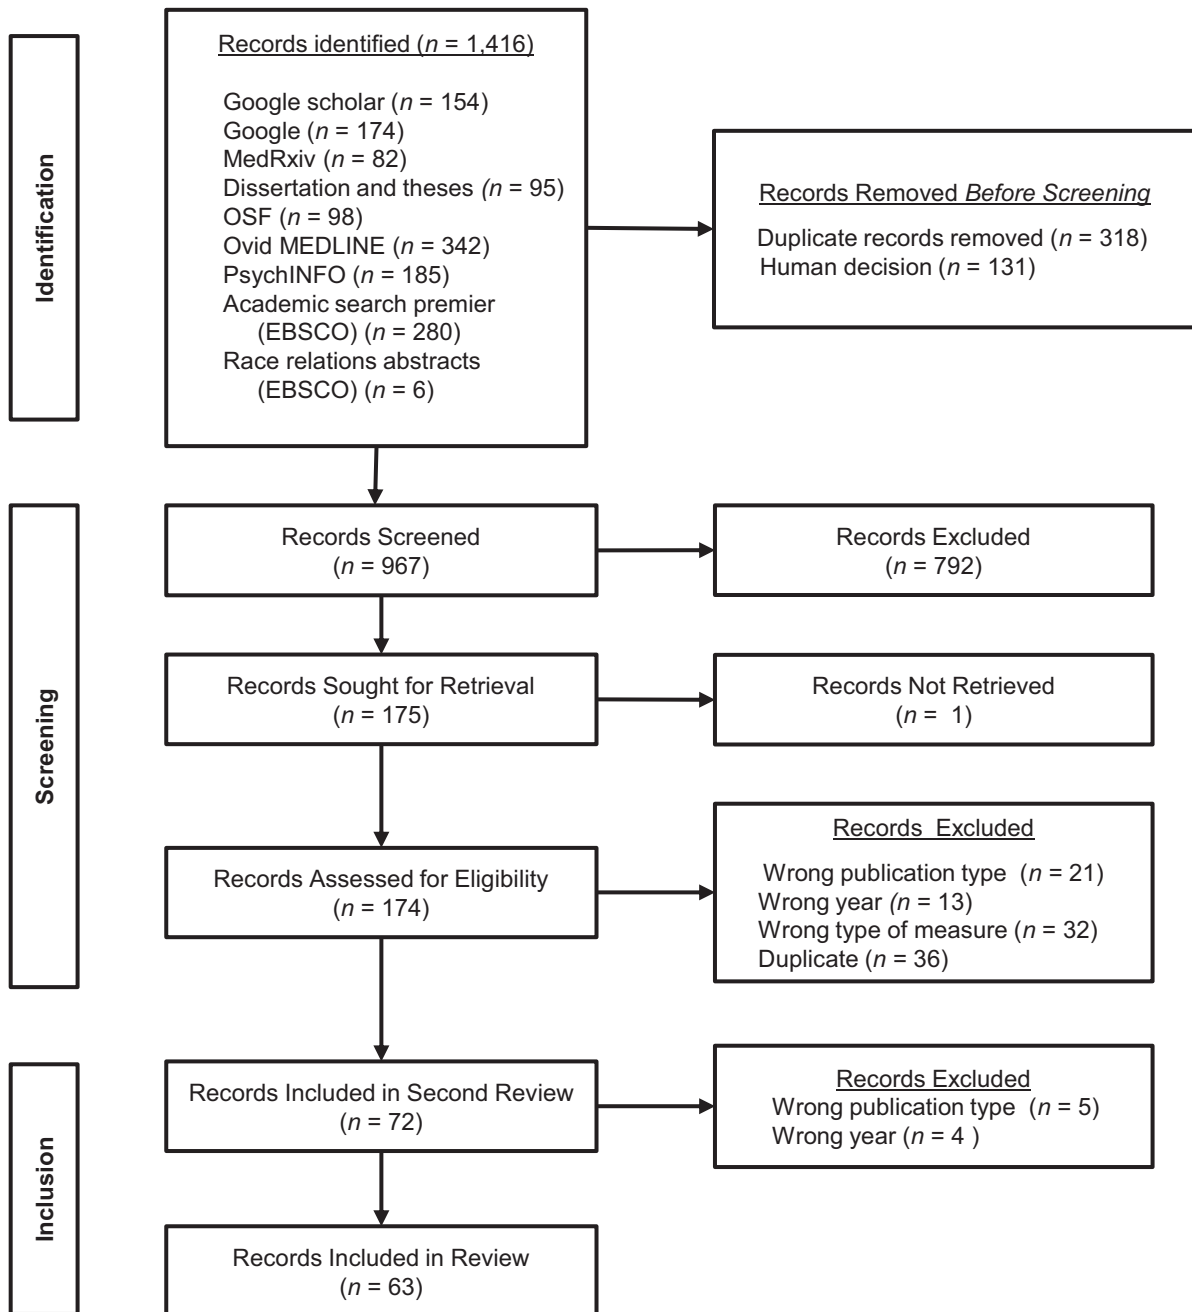 Identification
Records identified (n = 1,416)
Google scholar (n = 154)
Google (n = 174)
MedRxiv (n = 82)
Dissertation and theses (n = 95)
OSF (n = 98)
Ovid MEDLINE (n = 342)
PsychINFO (n = 185)
Academic search premier
(EBSCO) (n = 280)
Race relations abstracts
(EBSCO) (n = 6)
Records Removed Before Screening
Duplicate records removed (n = 318)
Human decision (n = 131)
Screening
Records Screened
(n = 967)
Records Excluded
(n = 792)
Records Sought for Retrieval
(n = 175)
Records Not Retrieved
(n = 1)
Records Assessed for Eligibility
(n = 174)
Records Excluded
Wrong publication type (n = 21)
Wrong year (n = 13)
Wrong type of measure (n = 32)
Duplicate (n = 36)
Inclusion
Records Included in Second Review
(n = 72)
Records Excluded
Wrong publication type (n = 5)
Wrong year (n = 4 )
Records Included in Review
(n = 63)